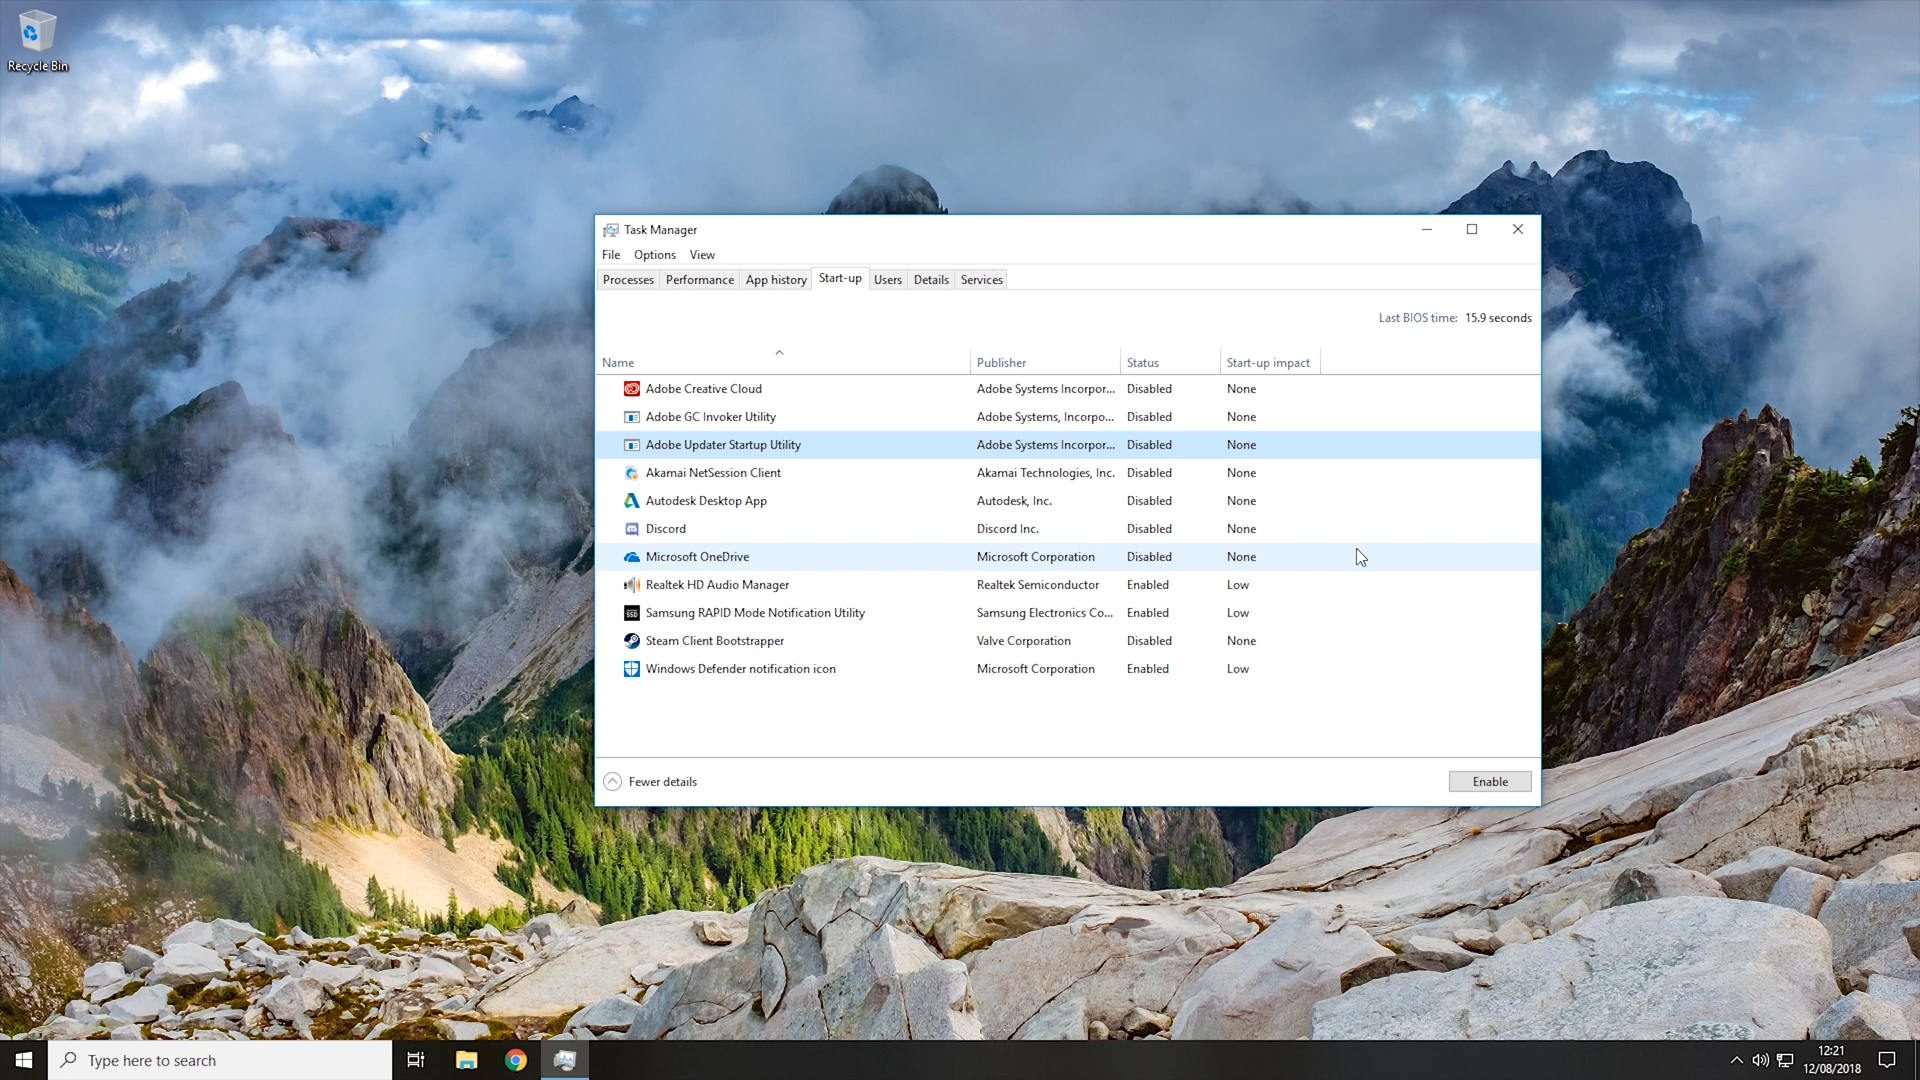 Recycle Bin
Task Manager
File Options View
Processes Performance App history Start-up Users Details Services
Last BIOS time: 15.9 seconds
Name Publisher Status Start-up impact
Adobe Creative Cloud Adobe Systems Incorpor... Disabled None
Adobe GC Invoker Utility Adobe Systems, Incorpo... Disabled None
Adobe Updater Startup Utility Adobe Systems Incorpor... Disabled None
Akamai NetSession Client Akamai Technologies, Inc. Disabled None
Autodesk Desktop App Autodesk, Inc. Disabled None
Discord Discord Inc. Disabled None
Microsoft OneDrive Microsoft Corporation Disabled None
Realtek HD Audio Manager Realtek Semiconductor Enabled Low
SSD Samsung RAPID Mode Notification Utility Samsung Electronics Co... Enabled Low
Steam Client Bootstrapper Valve Corporation Disabled None
Windows Defender notification icon Microsoft Corporation Enabled Low
Fewer details Enable
Type here to search
12:21
12/08/2018